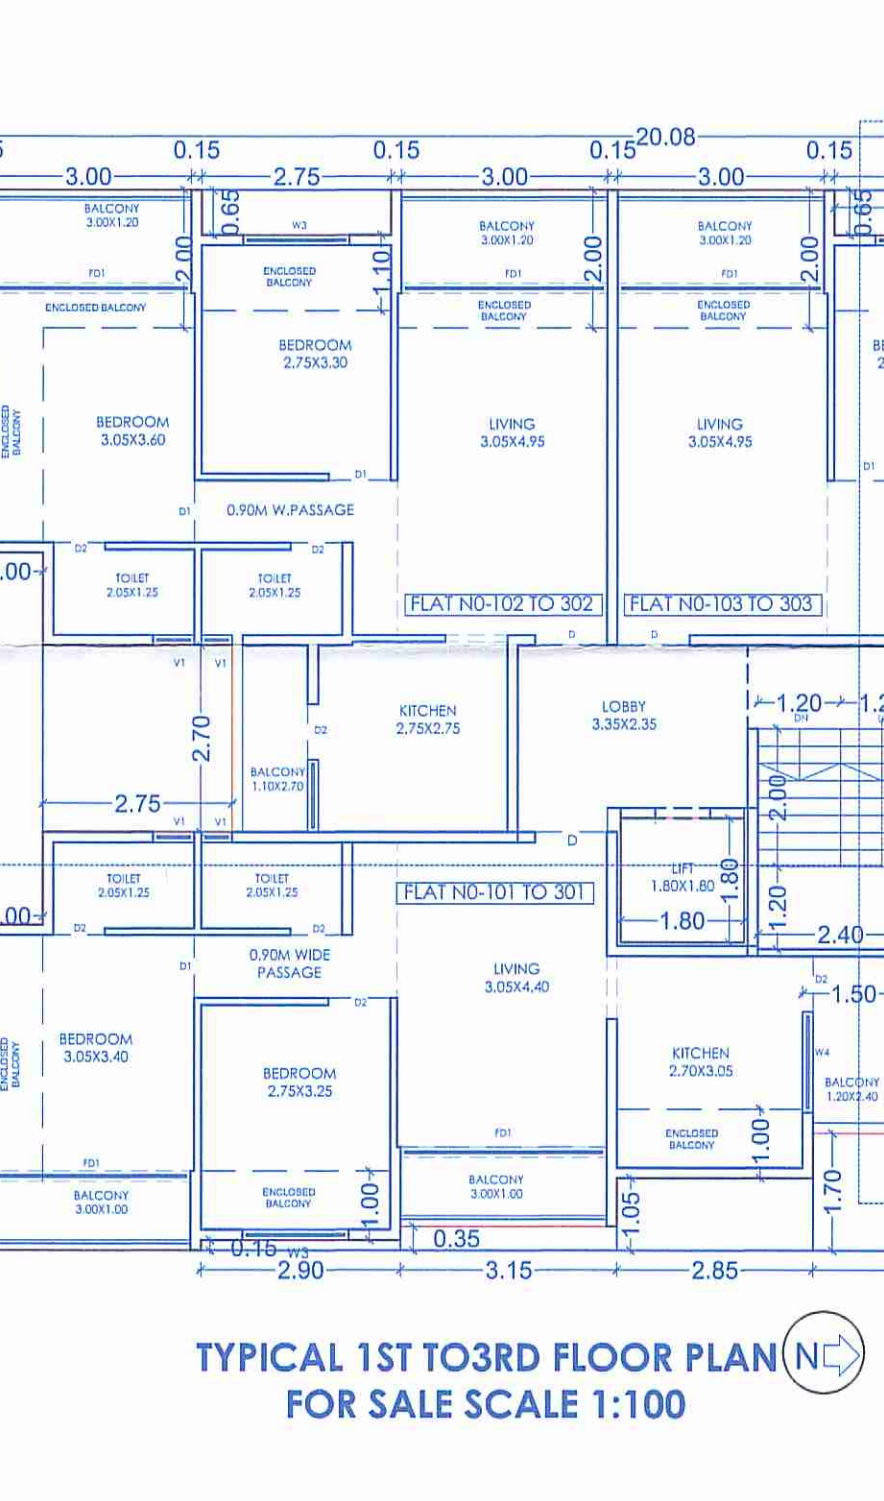 20.08
0.15
0.15
0.15
0.15
3.00
2.75
3.00
3.00
0.65
0.65
BALCONY
3.00X1.20
W3
BALCONY
3.00X1.20
BALCONY
3.00X1.20
2.00
1.10
2.00
2.00
FD1
ENCLOSED
BALCONY
FD1
FD1
ENCLOSED BALCONY
ENCLOSED
BALCONY
ENCLOSED
BALCONY
BEDROOM
2.75X3.30
ENCLOSED
BALCONY
BEDROOM
3.05X3.60
LIVING
3.05X4.95
LIVING
3.05X4.95
D1
D1
D1
0.90M W.PASSAGE
D2
D2
.00
TOILET
2.05X1.25
TOILET
2.05X1.25
FLAT N0-102 TO 302
FLAT N0-103 TO 303
D
D
V1
V1
2.70
D2
KITCHEN
2.75X2.75
LOBBY
3.35X2.35
1.20
DN
BALCONY
1.10X2.70
2.75
2.00
V1
V1
D
TOILET
2.05X1.25
TOILET
2.05X1.25
FLAT N0-101 TO 301
LIFT
1.80X1.80
1.80
1.80
1.20
.00
D2
D2
2.40
D1
0.90M WIDE
PASSAGE
LIVING
3.05X4.40
D2
1.50
D2
BEDROOM
3.05X3.40
ENCLOSED
BALCONY
BEDROOM
2.75X3.25
KITCHEN
2.70X3.05
W4
BALCONY
1.20X2.40
FD1
FD1
ENCLOSED
BALCONY
1.00
BALCONY
3.00X1.00
ENCLOSED
BALCONY
1.00
BALCONY
3.00X1.00
1.05
1.70
0.15
W3
0.35
2.90
3.15
2.85
TYPICAL 1ST TO3RD FLOOR PLAN N
FOR SALE SCALE 1:100